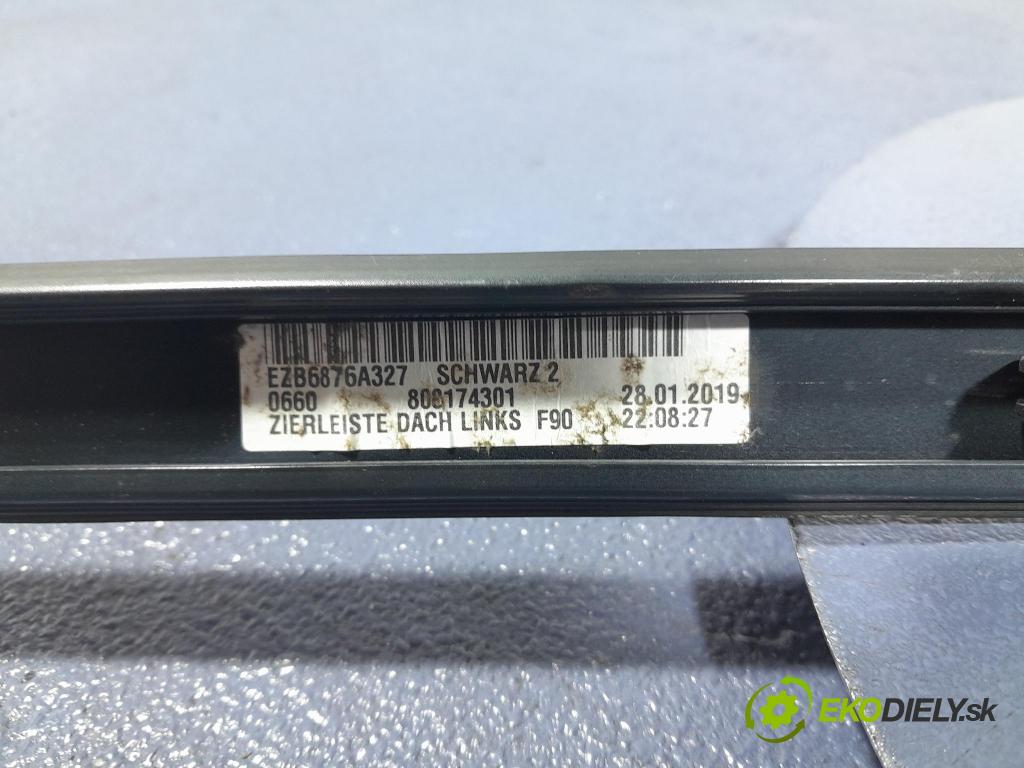 EZB6876A327 SCHWARZ 2
0660 808174301 28.01.2019
ZIERLEISTE DACH LINKS F90 22:08:27
EKODIELY.sk